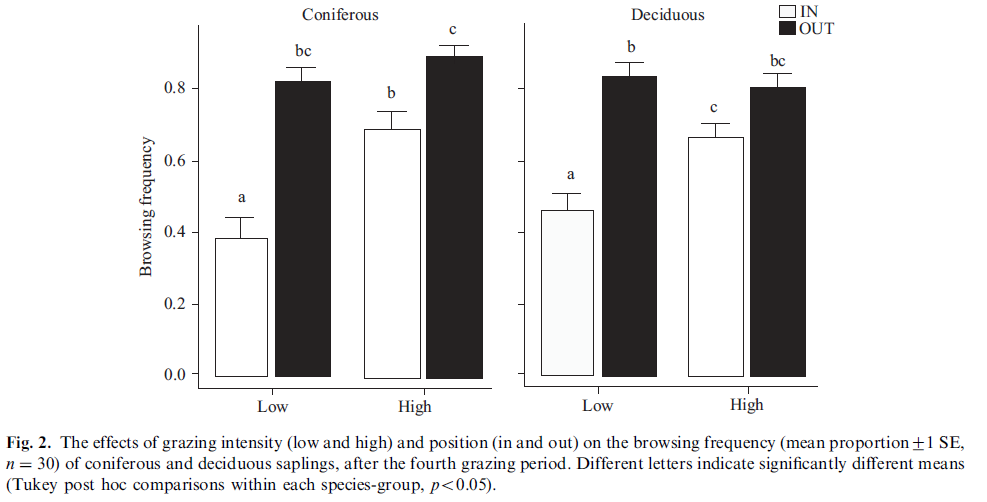 Coniferous
Deciduous
IN
OUT
Browsing frequency
0.8
0.6
0.4
0.2
0.0
a
bc
b
c
a
b
c
bc
Low
High
Low
High
Fig. 2. The effects of grazing intensity (low and high) and position (in and out) on the browsing frequency (mean proportion ±1 SE,
n = 30) of coniferous and deciduous saplings, after the fourth grazing period. Different letters indicate significantly different means
(Tukey post hoc comparisons within each species-group, p<0.05).